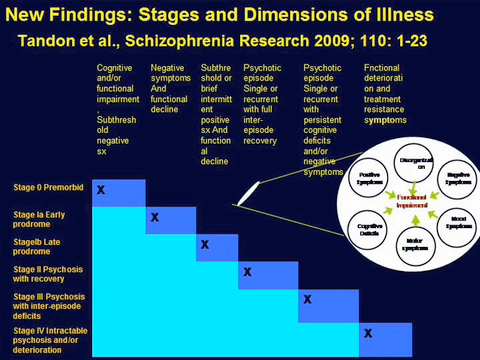 New Findings: Stages and Dimensions of Illness
Tandon et al., Schizophrenia Research 2009; 110: 1-23
Cognitive
and/or
functional
impairment
,
Subthresh
old
negative
sx
Negative
symptoms
And
functional
decline
Subthre
shold or
brief
intermitt
ent
positive
sx And
function
al
decline
Psychotic
episode
Single or
recurrent
with full
inter-
episode
recovery
Psychotic
episode
Single or
recurrent
with
persistent
cognitive
deficits
and/or
negative
symptoms
Fnctional
deteriorati
on and
treatment
resistance
symptoms
Disorganizati
on
Positive
Symptoms
Negative
Symptoms
Functional
Impairment
Cognitive
Deficits
Mood
Symptoms
Motor
symptoms
Stage 0 Premorbid
X
Stage Ia Early
prodrome
X
StageIb Late
prodrome
X
Stage II Psychosis
with recovery
X
Stage III Psychosis
with inter-episode
deficits
X
Stage IV Intractable
psychosis and/or
deterioration
X